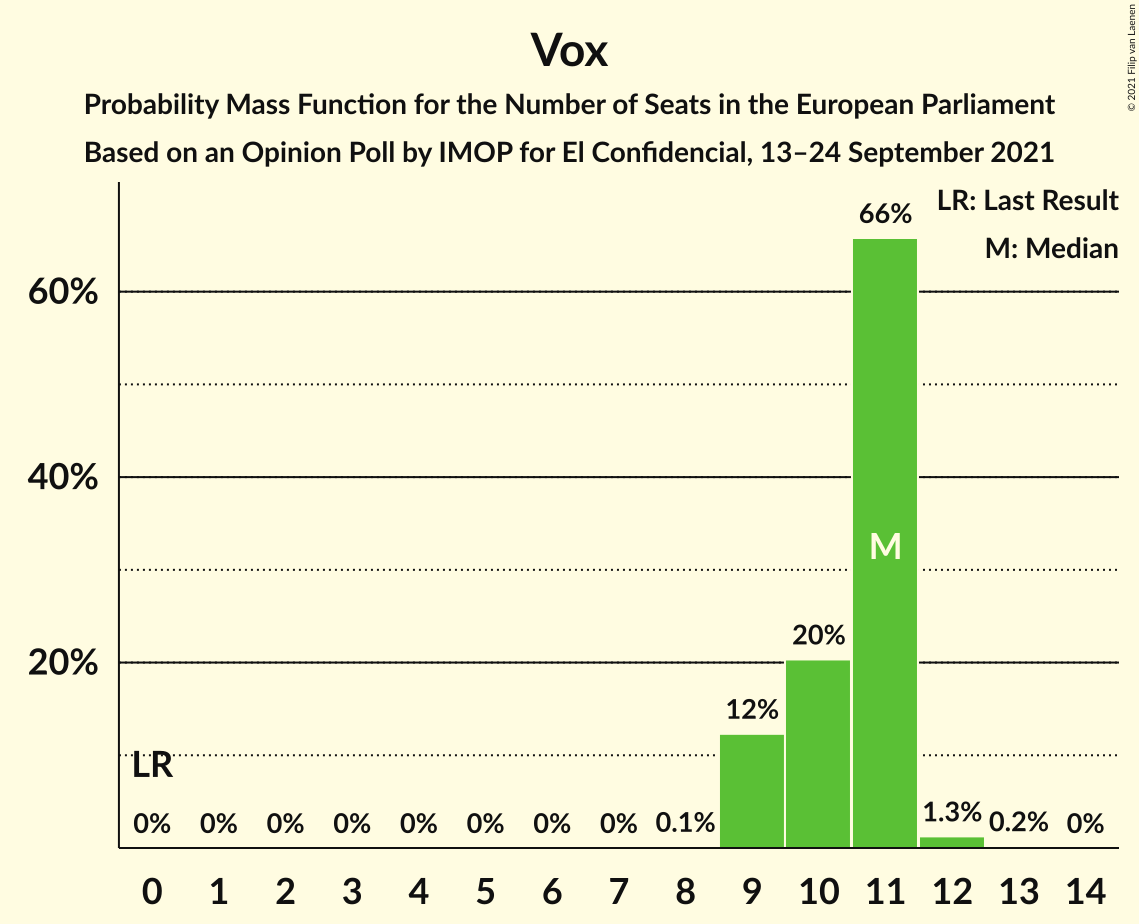 Vox
Probability Mass Function for the Number of Seats in the European Parliament
Based on an Opinion Poll by IMOP for El Confidencial, 13–24 September 2021
© 2021 Filip van Laenen
LR: Last Result
M: Median
66%
60%
40%
M
20%
20%
12%
LR
0% 0% 0% 0% 0% 0% 0% 0% 0.1% 1.3% 0.2% 0%
0 1 2 3 4 5 6 7 8 9 10 11 12 13 14